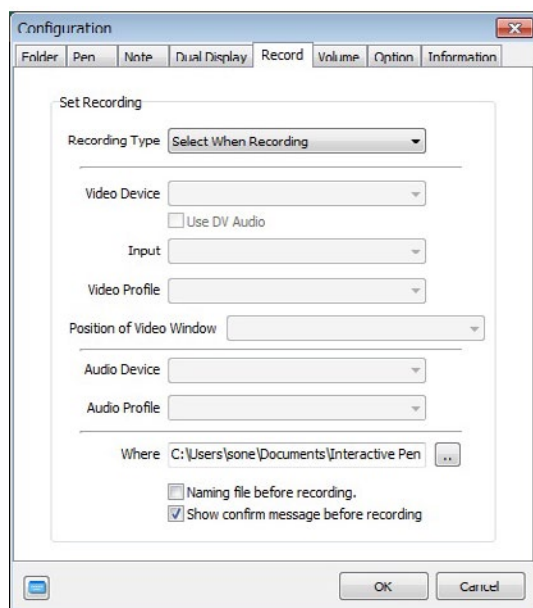 Configuration
Folder Pen Note Dual Display Record Volume Option Information
Set Recording
Recording Type Select When Recording
Video Device
Use DV Audio
Input
Video Profile
Position of Video Window
Audio Device
Audio Profile
Where C:\Users\sone\Documents\Interactive Pen ..
Naming file before recording.
Show confirm message before recording
OK Cancel